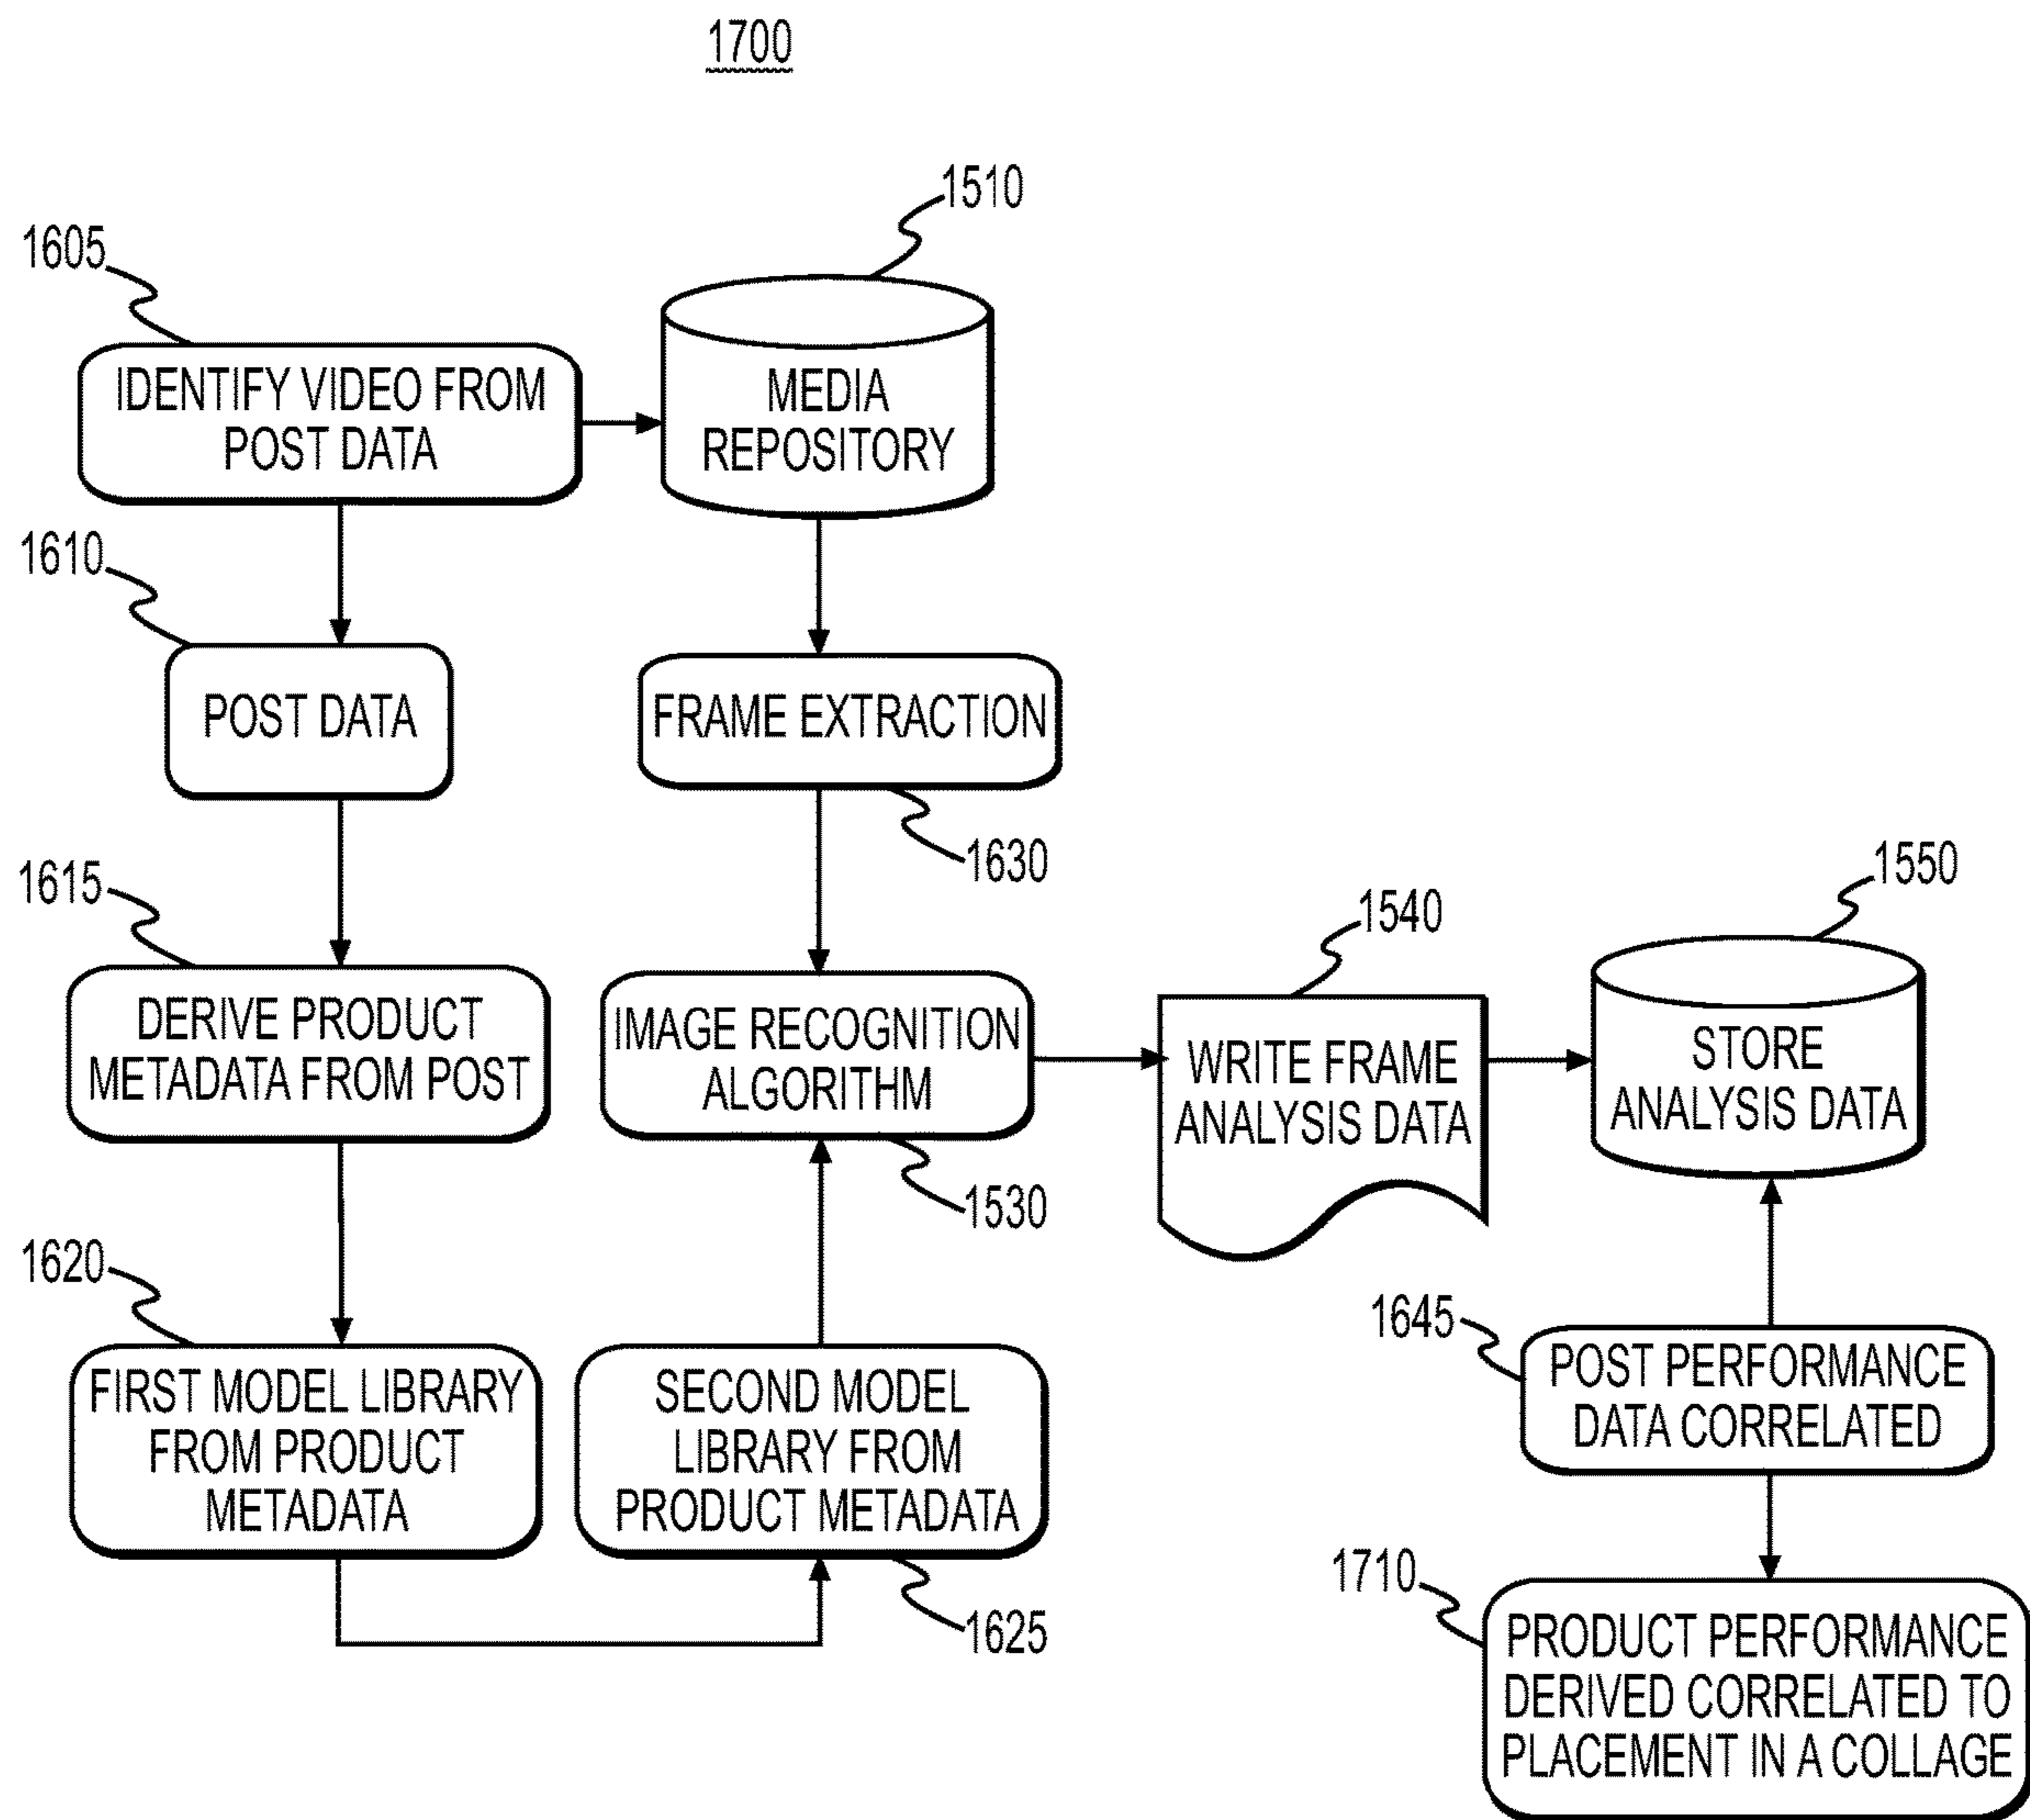 1700
1510
1605
IDENTIFY VIDEO FROM
POST DATA
MEDIA
REPOSITORY
1610
POST DATA
FRAME EXTRACTION
1630
1615
DERIVE PRODUCT
METADATA FROM POST
IMAGE RECOGNITION
ALGORITHM
1530
1540
WRITE FRAME
ANALYSIS DATA
1550
STORE
ANALYSIS DATA
1620
FIRST MODEL LIBRARY
FROM PRODUCT
METADATA
SECOND MODEL
LIBRARY FROM
PRODUCT METADATA
1625
1645
POST PERFORMANCE
DATA CORRELATED
1710
PRODUCT PERFORMANCE
DERIVED CORRELATED TO
PLACEMENT IN A COLLAGE